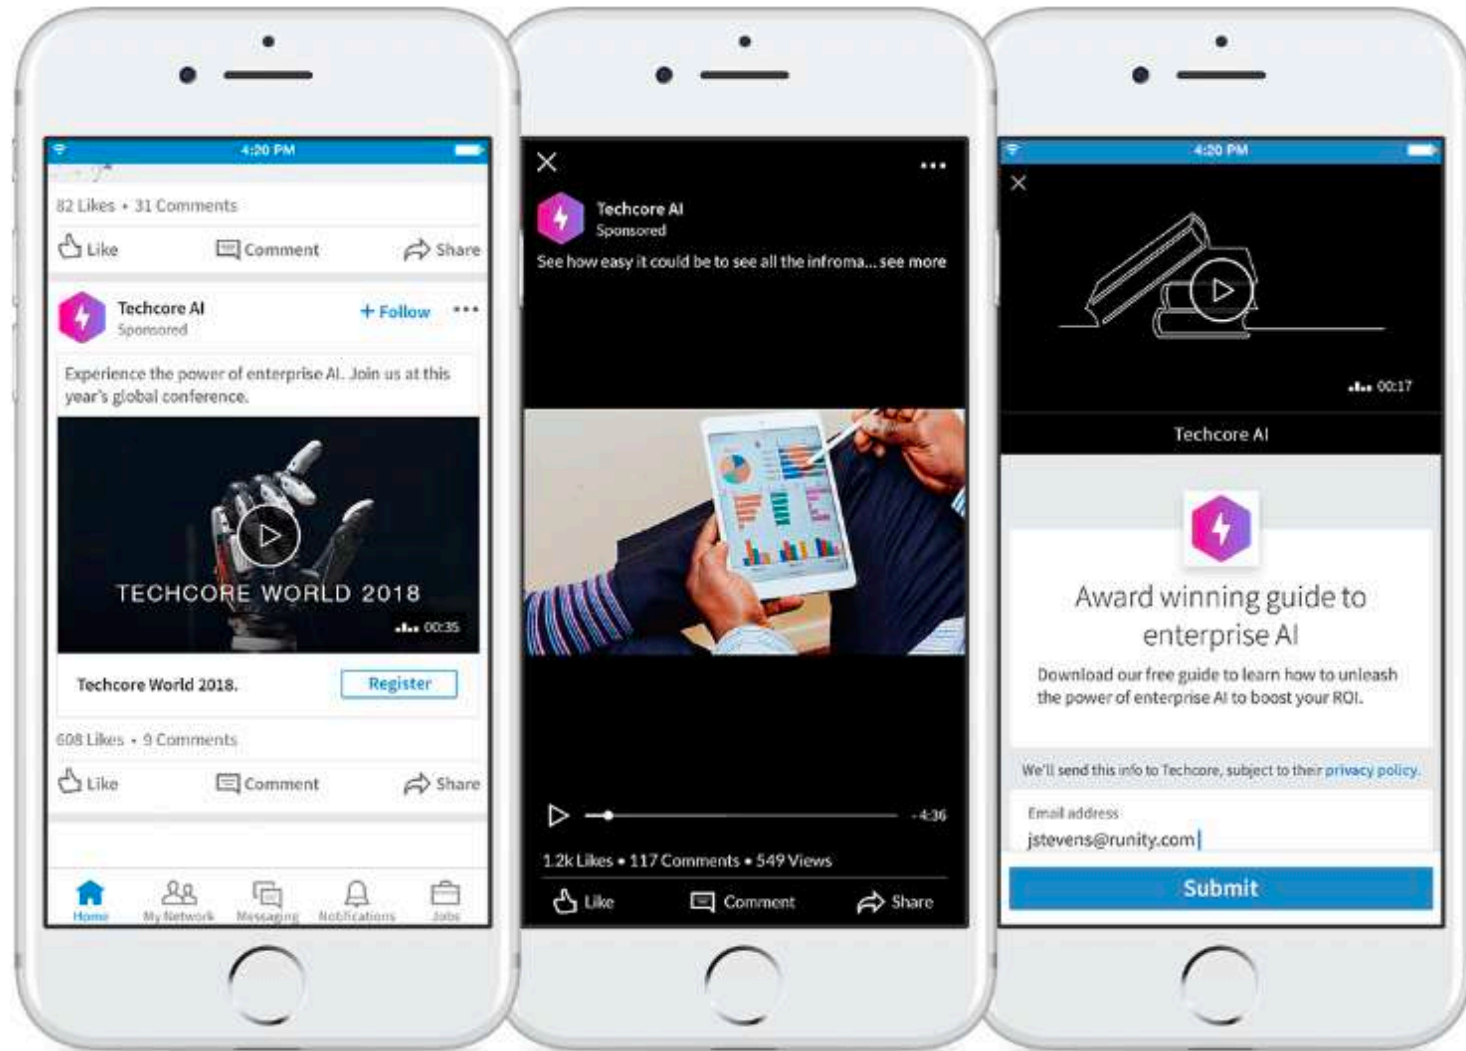 4:20 PM
82 Likes • 31 Comments
Like Comment Share
Techcore AI + Follow
Sponsored
Experience the power of enterprise AI. Join us at this
year's global conference.
TECHCORE WORLD 2018
00:35
Techcore World 2018. Register
608 Likes • 9 Comments
Like Comment Share
Home My Network Messaging Notifications Jobs
Techcore AI
Sponsored
See how easy it could be to see all the infroma... see more
-4:36
1.2k Likes • 117 Comments • 549 Views
Like Comment Share
4:20 PM
00:17
Techcore AI
Award winning guide to
enterprise AI
Download our free guide to learn how to unleash
the power of enterprise AI to boost your ROI.
We'll send this info to Techcore, subject to their privacy policy.
Email address
jstevens@runity.com
Submit